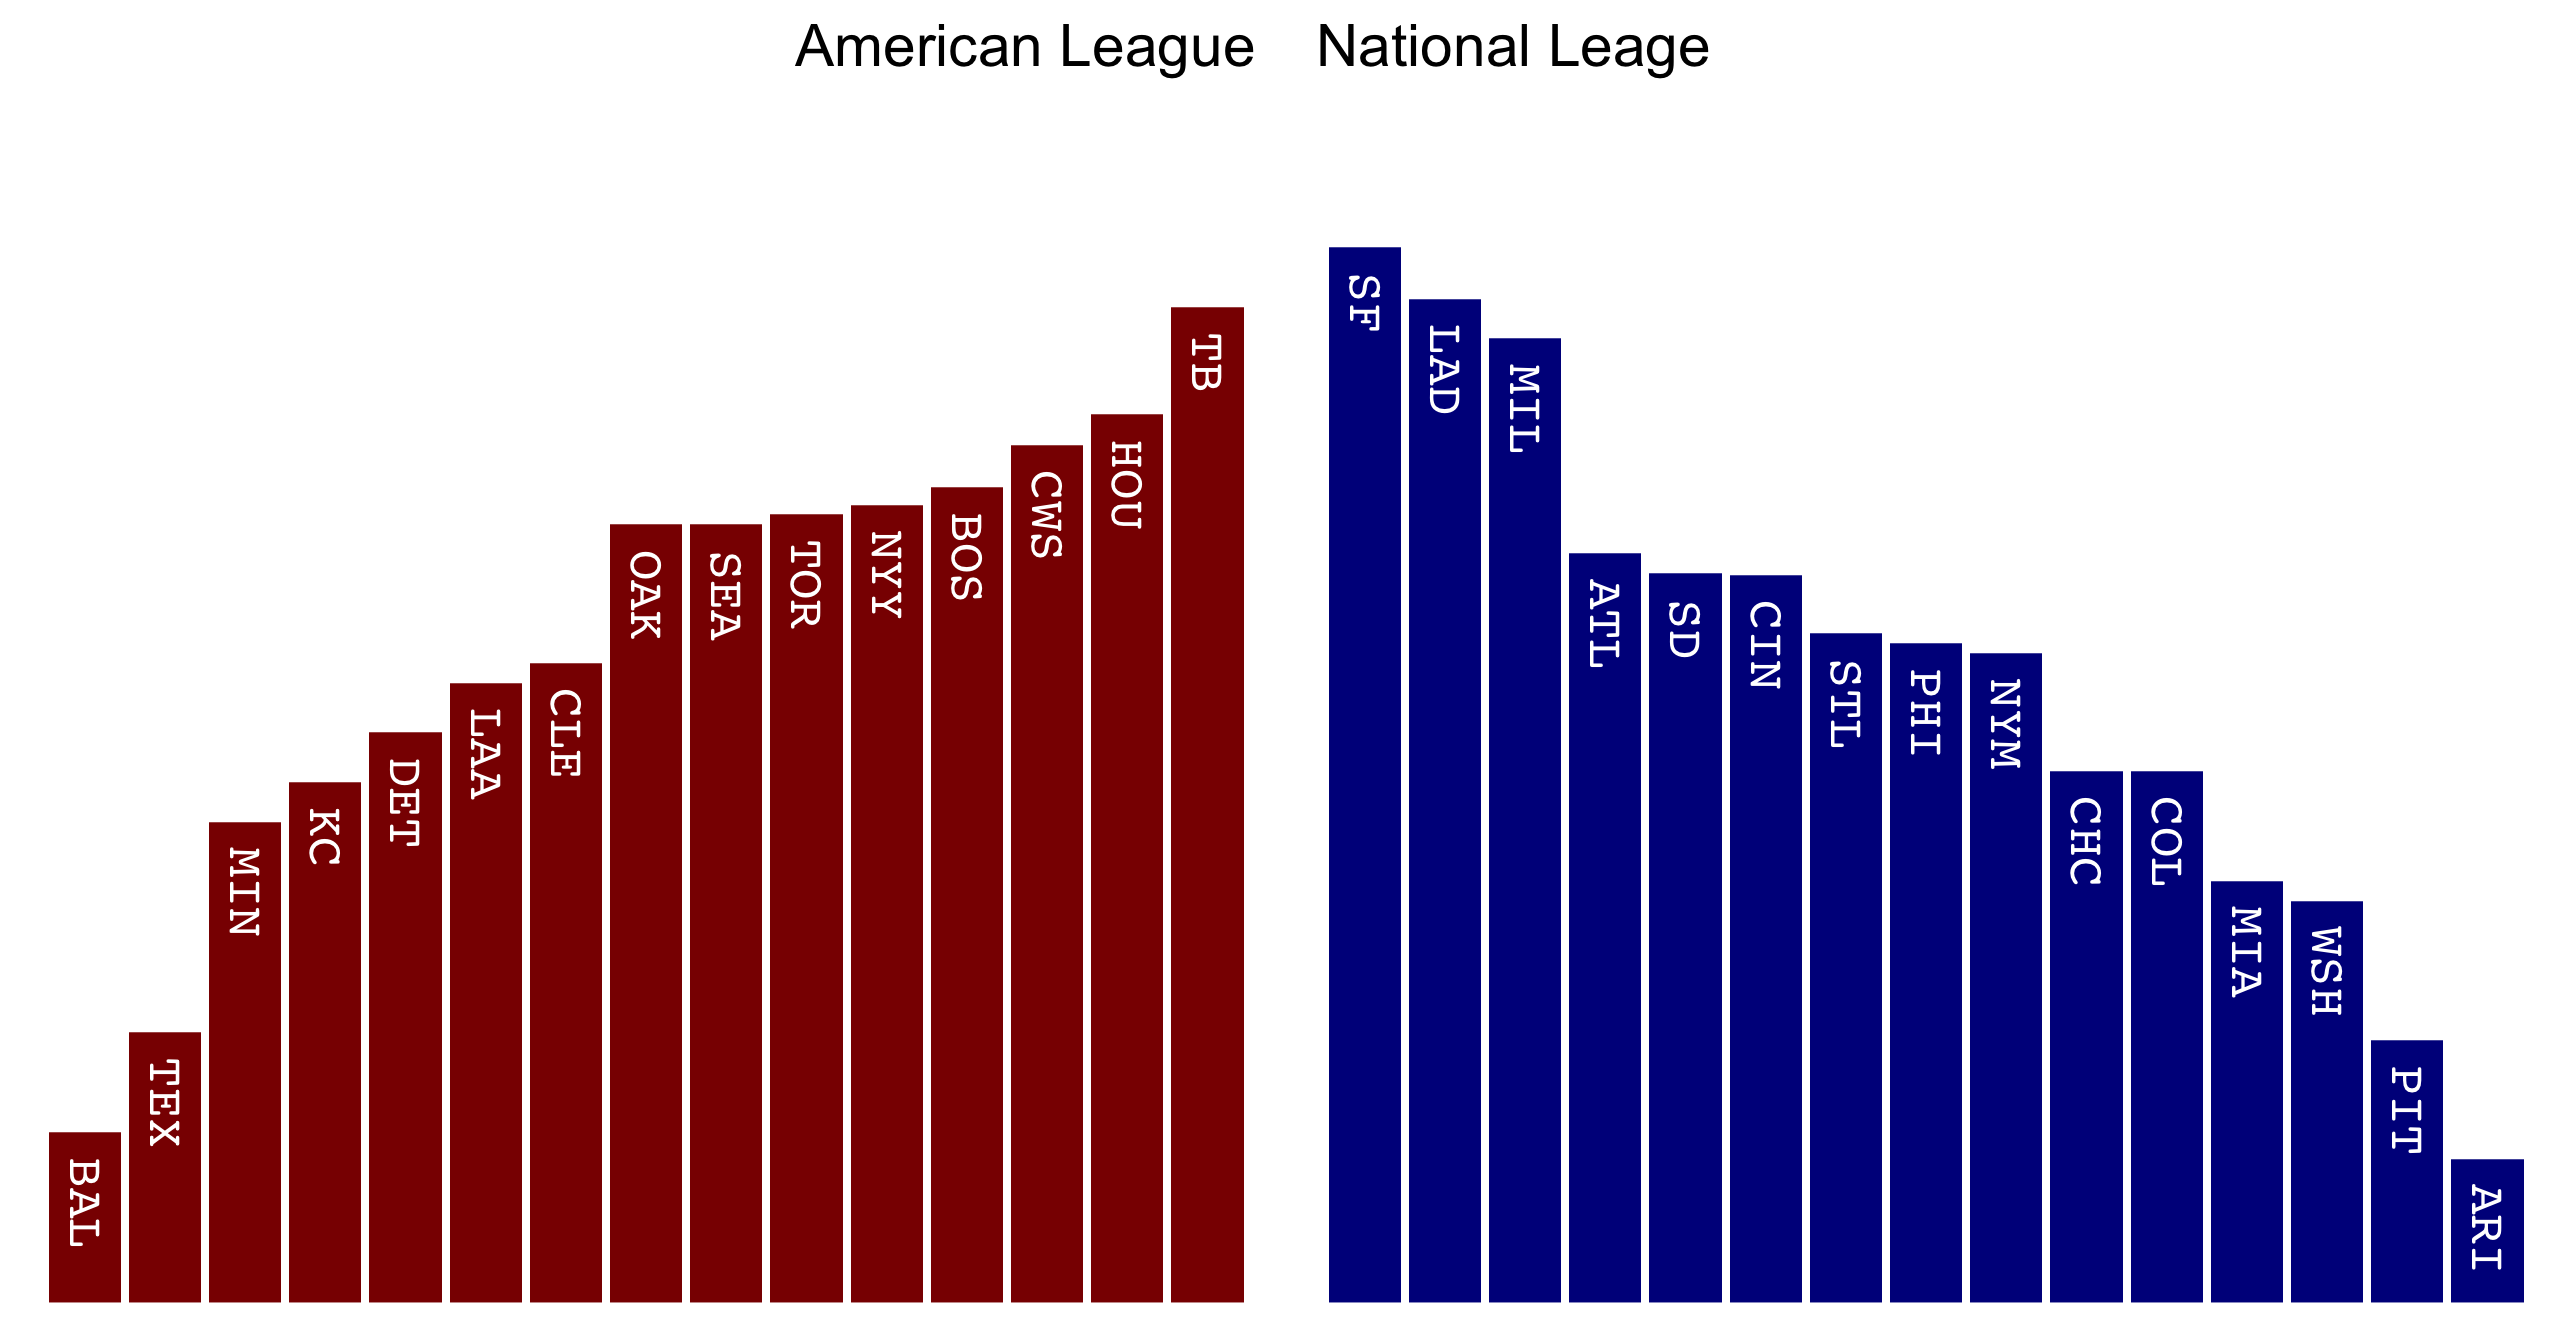 American League
National Leage
BAL
TEX
MIN
KC
DET
LAA
CLE
OAK
SEA
TOR
NYY
BOS
CWS
HOU
TB
SF
LAD
MIL
ATL
SD
CIN
STL
PHI
NYM
CHC
COL
MIA
WSH
PIT
ARI